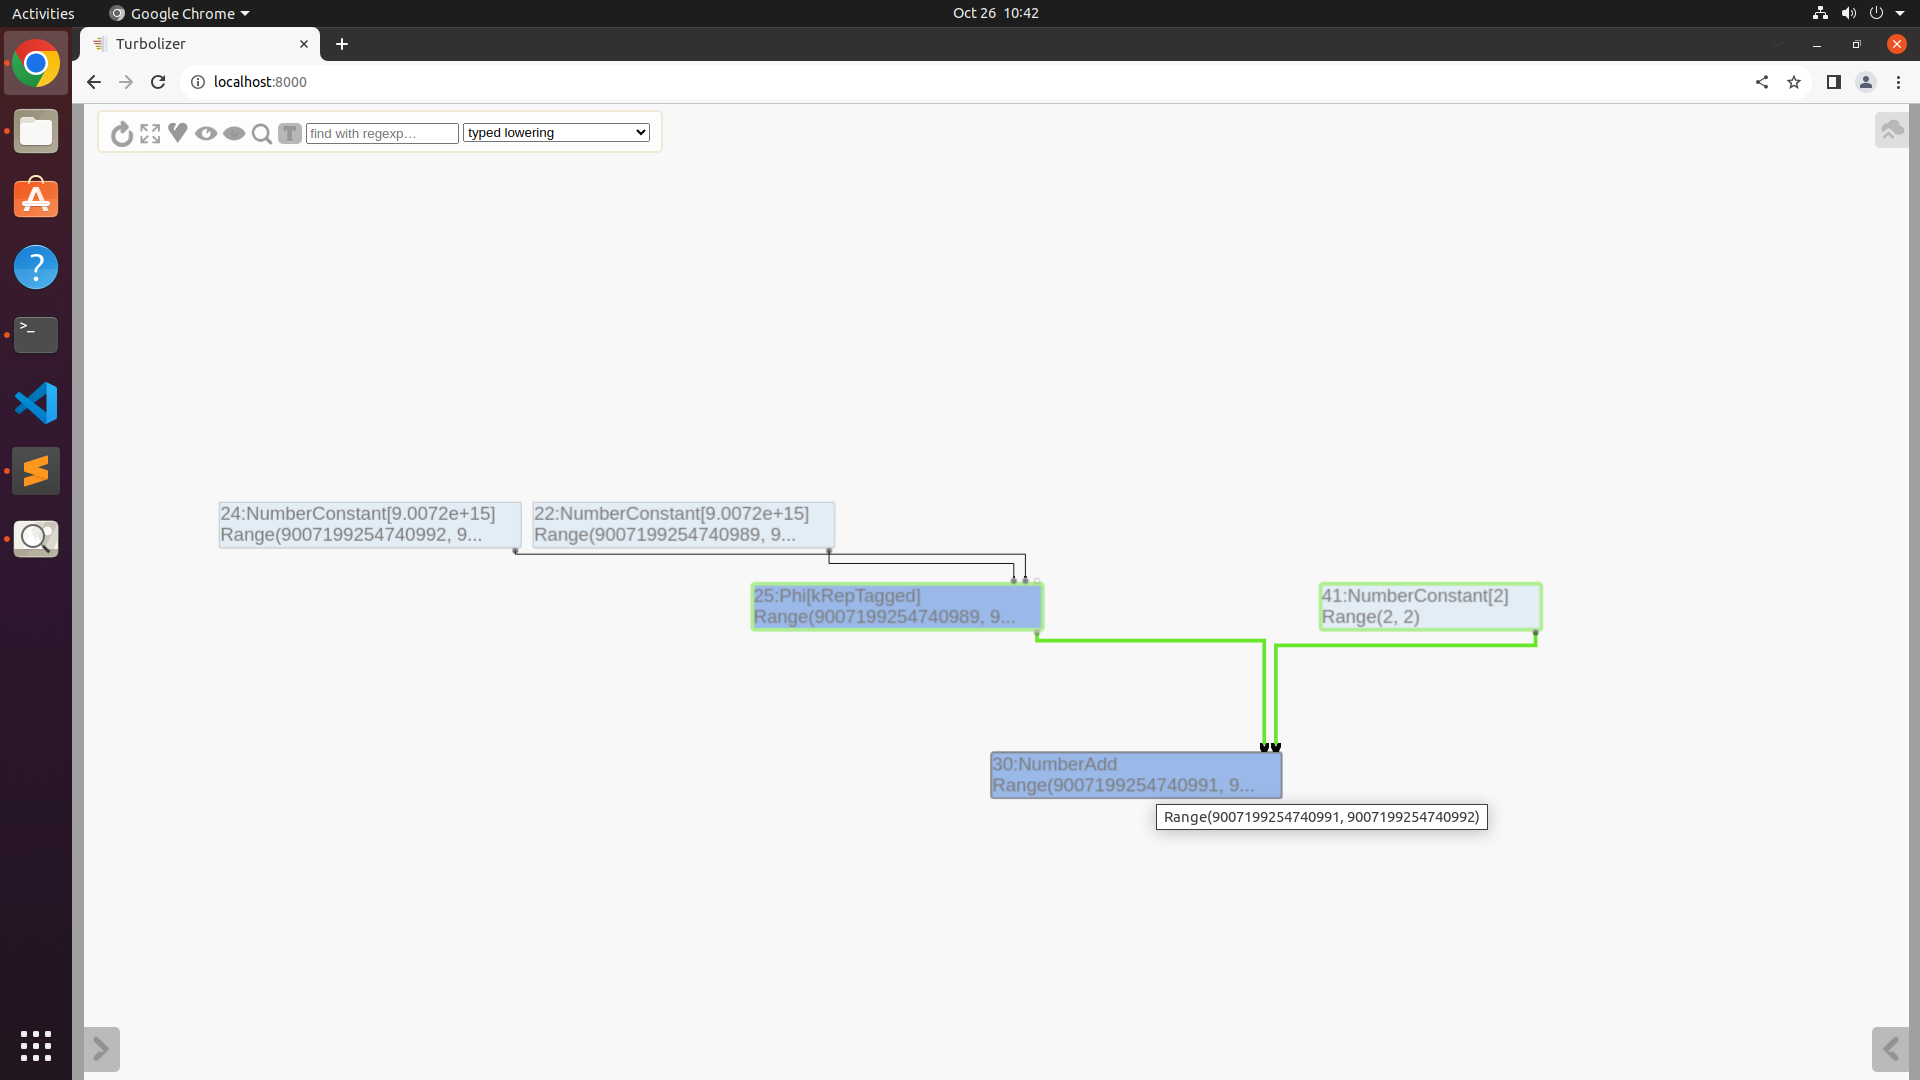 Activities
Google Chrome
Oct 26 10:42
Turbolizer
localhost:8000
T
find with regexp...
typed lowering
24:NumberConstant[9.0072e+15]
Range(9007199254740992, 9...
22:NumberConstant[9.0072e+15]
Range(9007199254740989, 9...
25:Phi[kRepTagged]
Range(9007199254740989, 9...
41:NumberConstant[2]
Range(2, 2)
30:NumberAdd
Range(9007199254740991, 9...
Range(9007199254740991, 9007199254740992)